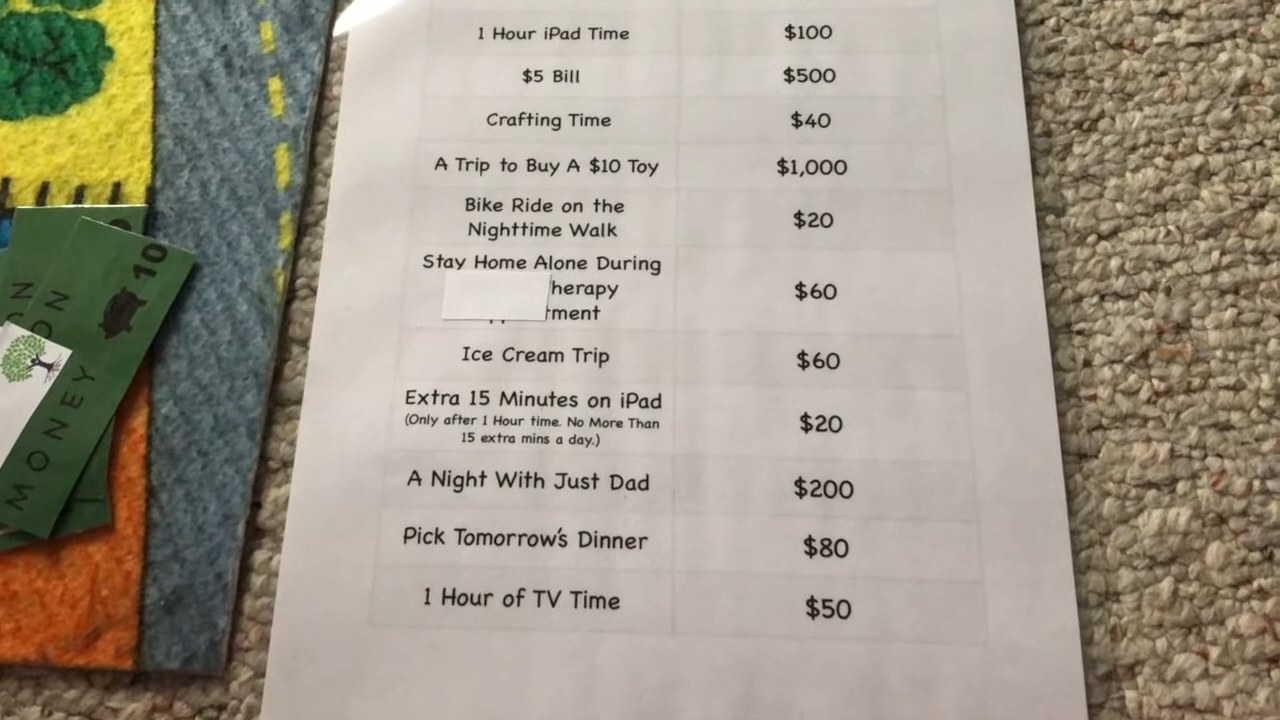 1 Hour iPad Time $100
$5 Bill $500
Crafting Time $40
A Trip to Buy A $10 Toy $1,000
Bike Ride on the
Nighttime Walk $20
Stay Home Alone During
$60
Ice Cream Trip $60
Extra 15 Minutes on iPad
(Only after 1 Hour time. No More Than
15 extra mins a day.) $20
A Night With Just Dad $200
Pick Tomorrow's Dinner $80
1 Hour of TV Time $50
10
MONEY